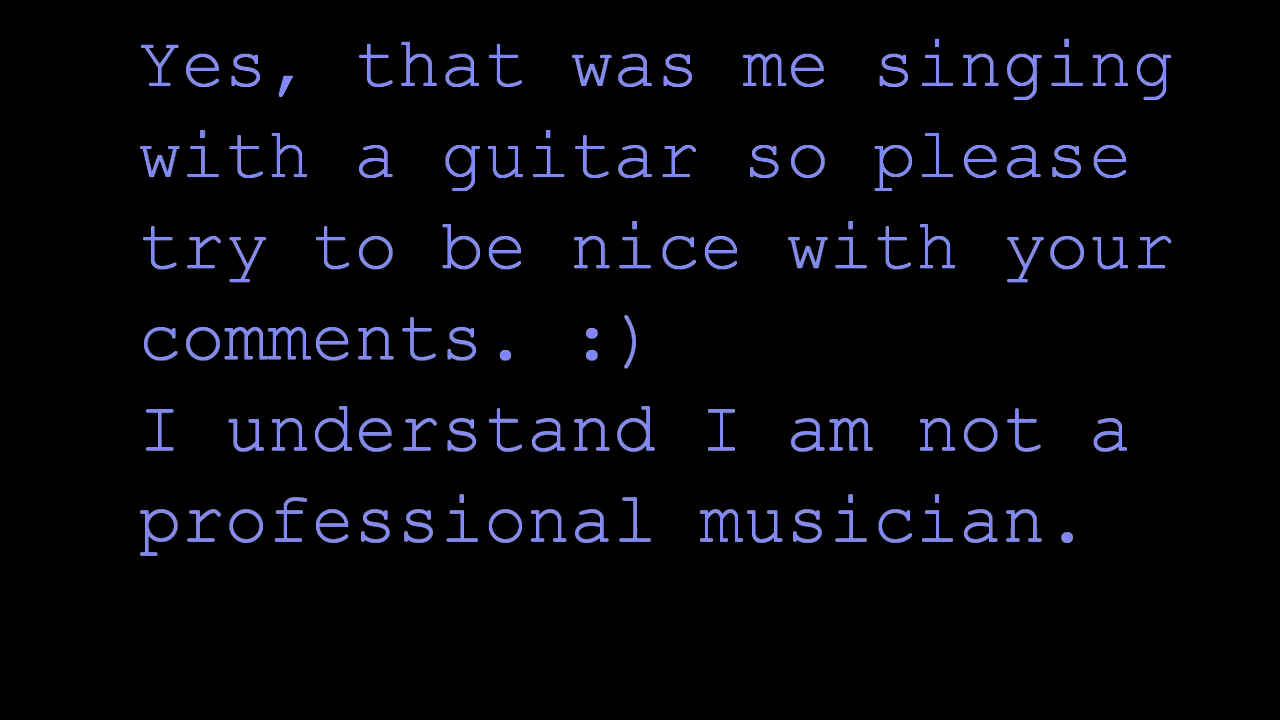 Yes, that was me singing
with a guitar so please
try to be nice with your
comments. :)
I understand I am not a
professional musician.